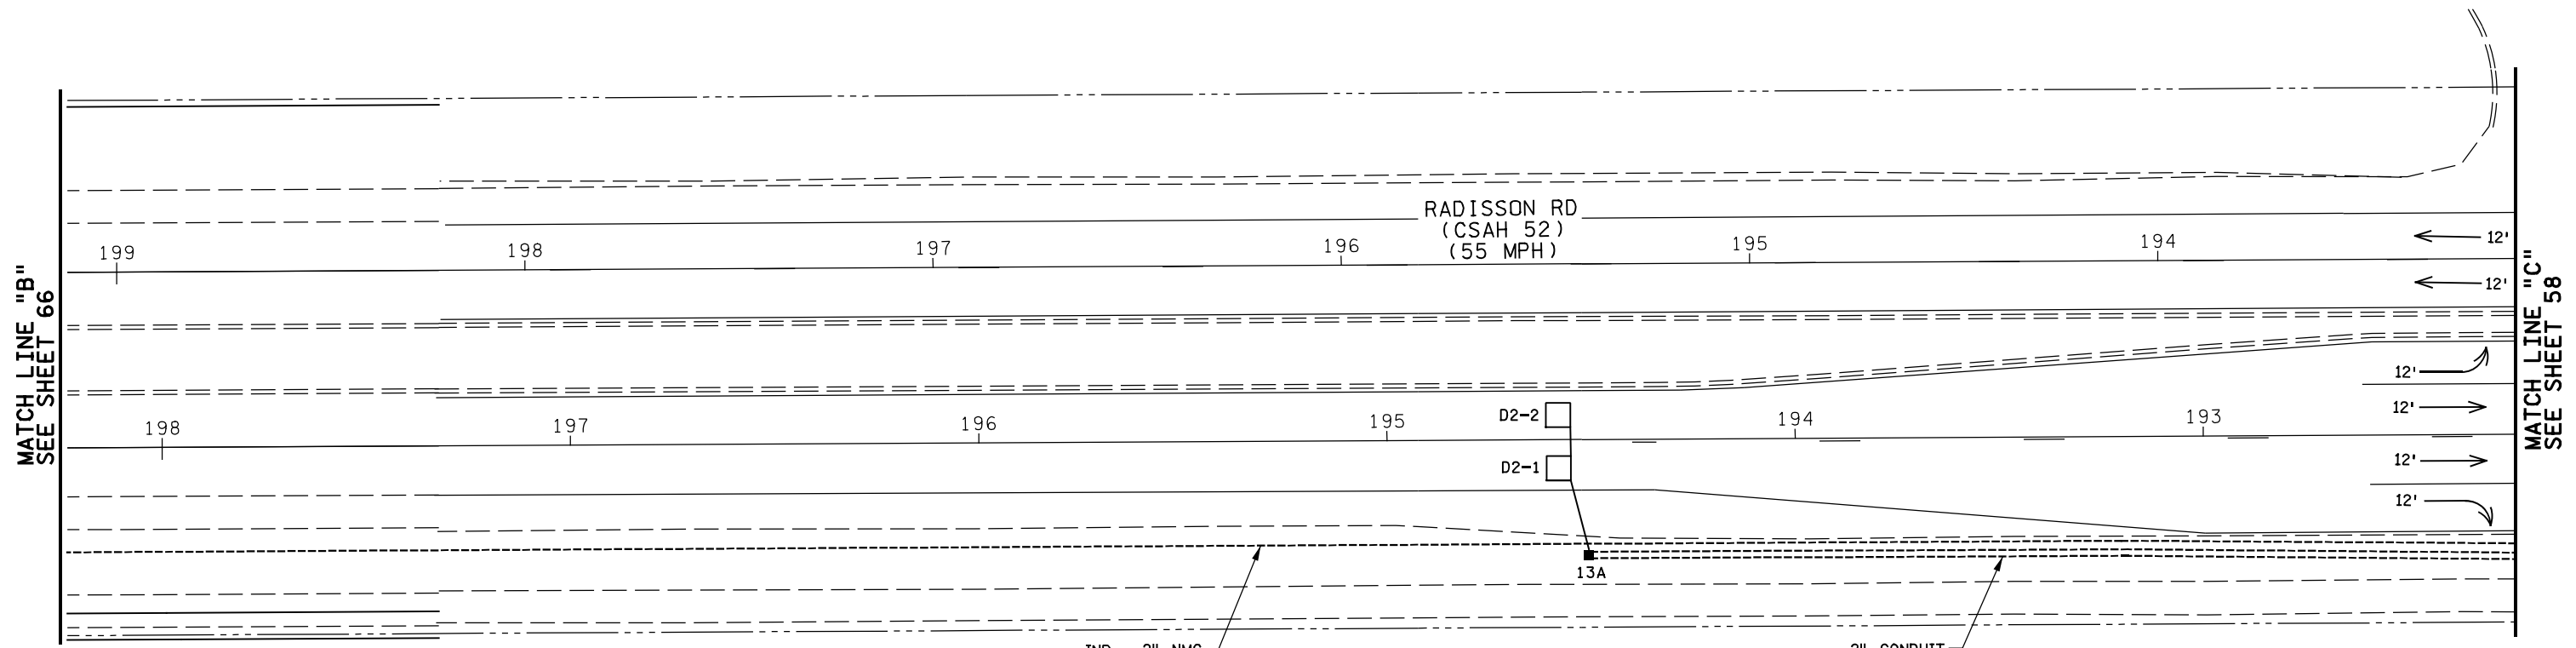 RADISSON RD
(CSAH 52)
(55 MPH)
199
198
197
196
195
194
12'
12'
MATCH LINE "B"
SEE SHEET 66
MATCH LINE "C"
SEE SHEET 58
12'
198
197
196
195
D2-2
194
193
12'
D2-1
12'
12'
13A
CONDUIT